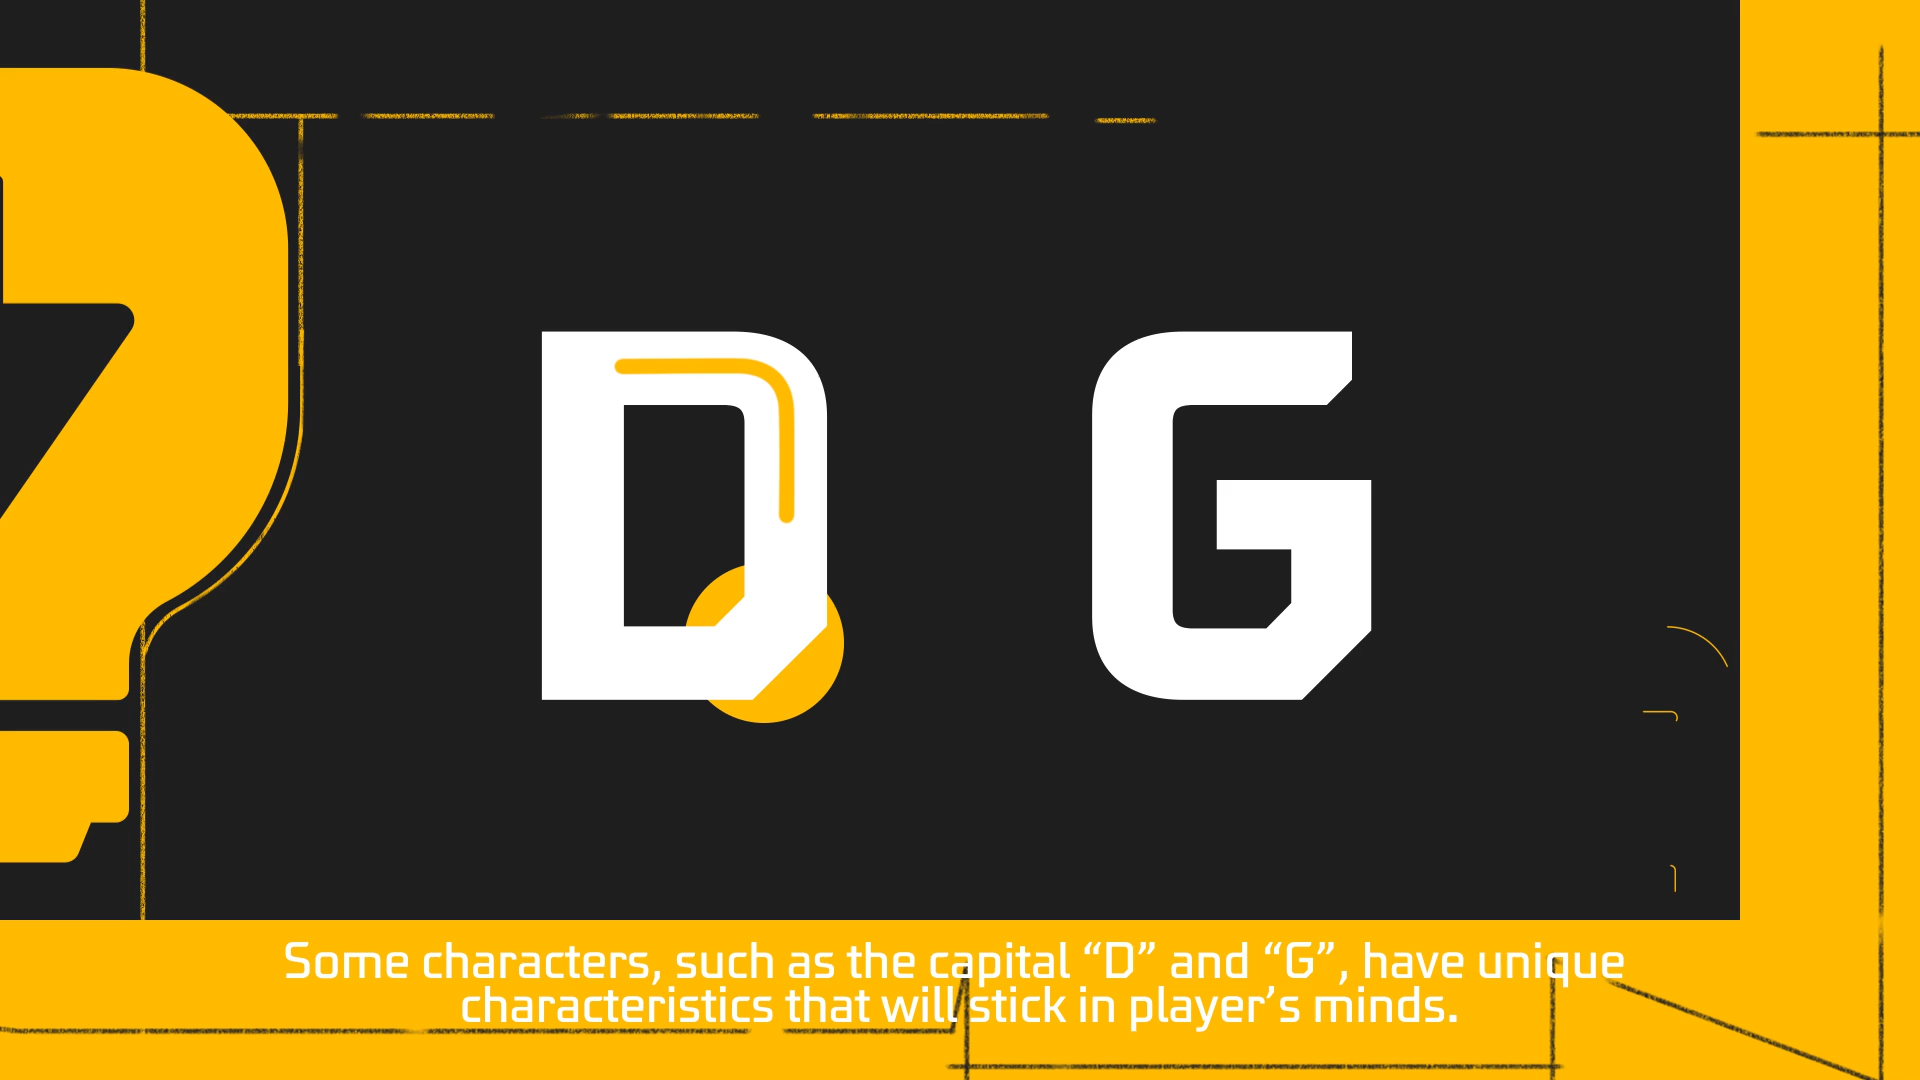 D G
Some characters, such as the capital “D” and “G”, have unique
characteristics that will stick in player’s minds.